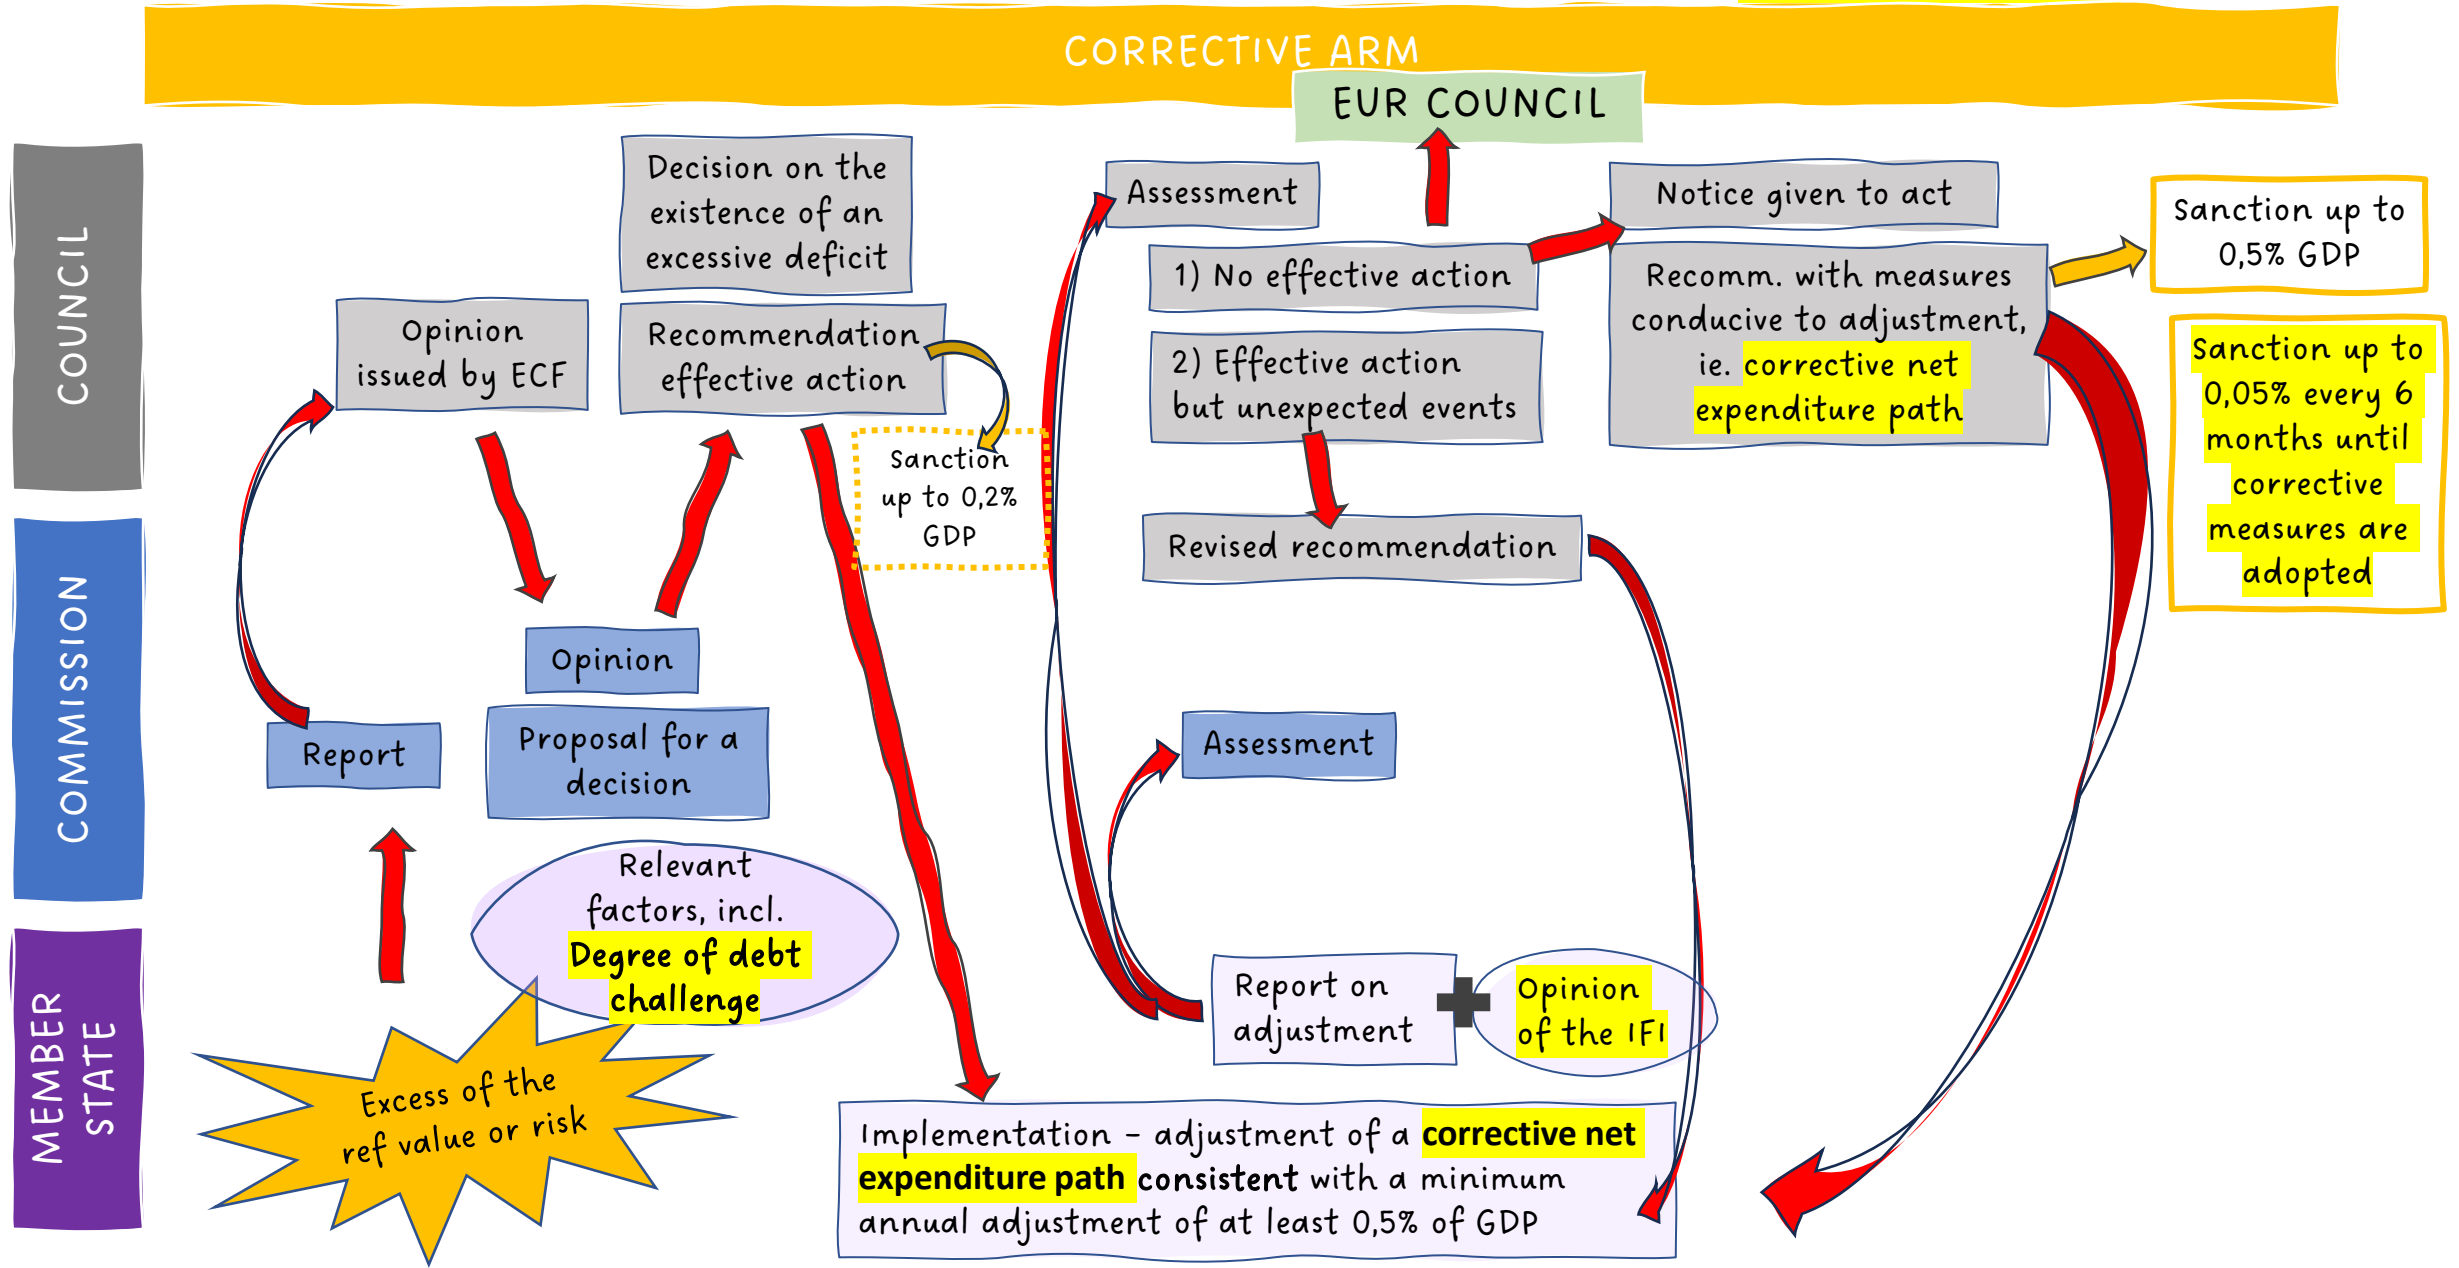 CORRECTIVE ARM
EUR COUNCIL
COUNCIL
Decision on the
existence of an
excessive deficit
Opinion
issued by ECF
Recommendation
effective action
Sanction
up to 0,2%
GDP
Assessment
1) No effective action
2) Effective action
but unexpected events
Revised recommendation
Notice given to act
Recomm. with measures
conducive to adjustment,
ie. corrective net
expenditure path
Sanction up to
0,5% GDP
Sanction up to
0,05% every 6
months until
corrective
measures are
adopted
COMMISSION
Report
Opinion
Proposal for a
decision
Assessment
MEMBER
STATE
Relevant
factors, incl.
Degree of debt
challenge
Excess of the
ref value or risk
Report on
adjustment
Opinion
of the IFI
Implementation - adjustment of a corrective net
expenditure path consistent with a minimum
annual adjustment of at least 0,5% of GDP